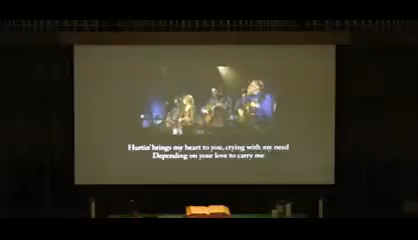 Hurtin' brings my heart to you, crying with my need
Depending on your love to carry me